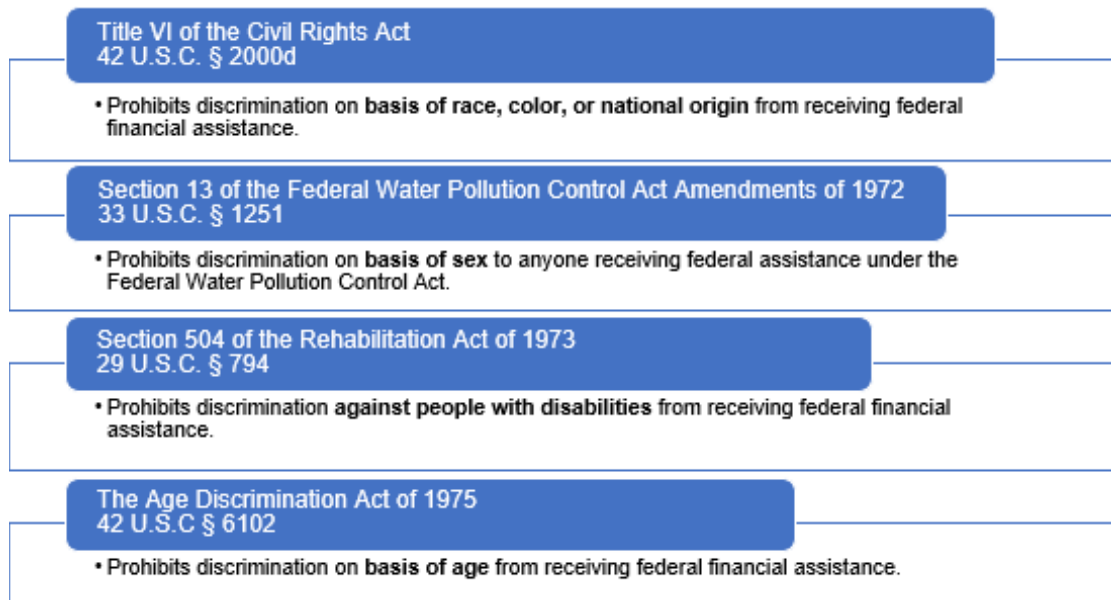 Title VI of the Civil Rights Act
42 U.S.C. § 2000d
• Prohibits discrimination on basis of race, color, or national origin from receiving federal
financial assistance.
Section 13 of the Federal Water Pollution Control Act Amendments of 1972
33 U.S.C. § 1251
• Prohibits discrimination on basis of sex to anyone receiving federal assistance under the
Federal Water Pollution Control Act.
Section 504 of the Rehabilitation Act of 1973
29 U.S.C. § 794
• Prohibits discrimination against people with disabilities from receiving federal financial
assistance.
The Age Discrimination Act of 1975
42 U.S.C § 6102
• Prohibits discrimination on basis of age from receiving federal financial assistance.